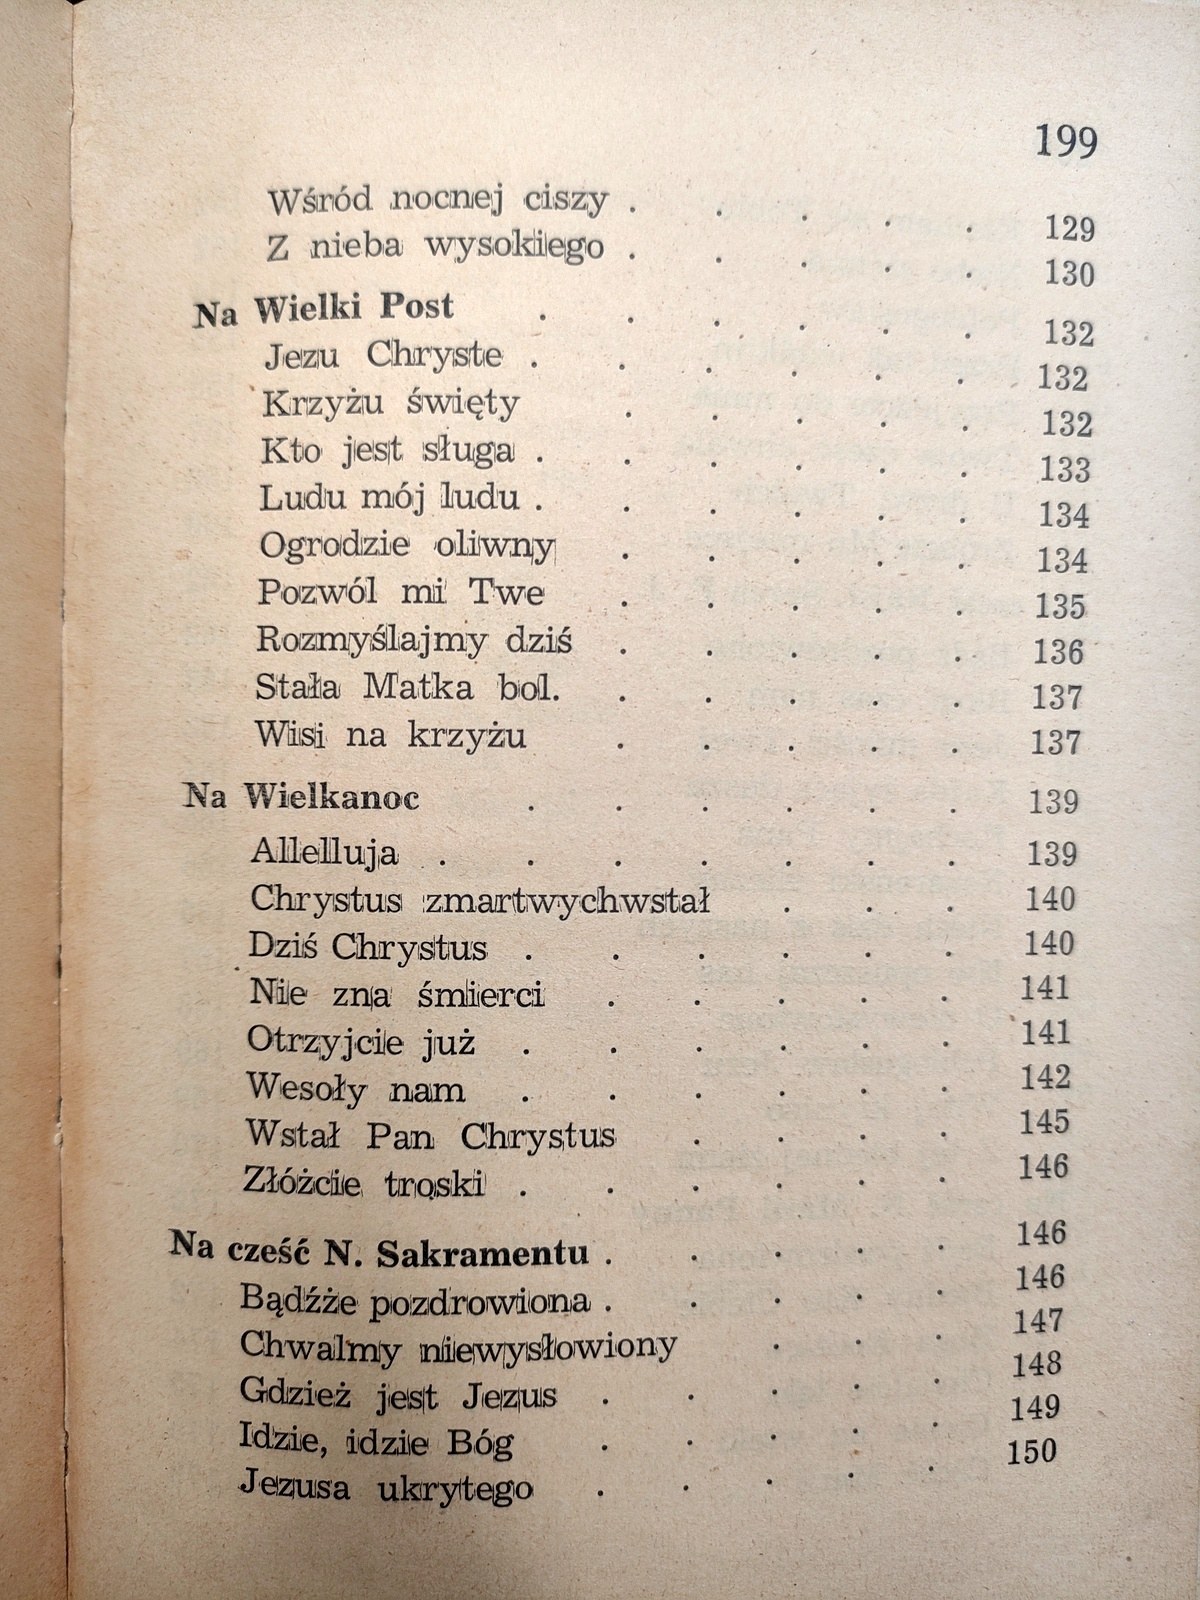 199
Wśród nocnej ciszy . . . . . 129
Z nieba wysokiego . . . . . 130
Na Wielki Post . . . . . . 132
Jezu Chryste . . . . . . 132
Krzyżu święty . . . . . 132
Kto jest sługa . . . . . . 133
Ludu mój ludu . . . . . . 134
Ogrodzie oliwny . . . . . 134
Pozwól mi Twe . . . . . 135
Rozmyślajmy dziś . . . . . 136
Stała Matka bol. . . . . . 137
Wisi na krzyżu . . . . . 137
Na Wielkanoc . . . . . . 139
Allelluja . . . . . . . 139
Chrystus zmartwychwstał . . . 140
Dziś Chrystus . . . . . . 140
Nie zna śmierci . . . . . 141
Otrzyjcie już . . . . . . 141
Wesoły nam . . . . . . 142
Wstał Pan Chrystus . . . . 145
Złóżcie troski . . . . . . 146
Na cześć N. Sakramentu . . . . . 146
Bądźże pozdrowiona . . . . . 146
Chwalmy niewysłowiony . . . 147
Gdzież jest Jezus . . . . . 148
Idzie, idzie Bóg . . . . . 149
Jezusa ukrytego . . . . . 150